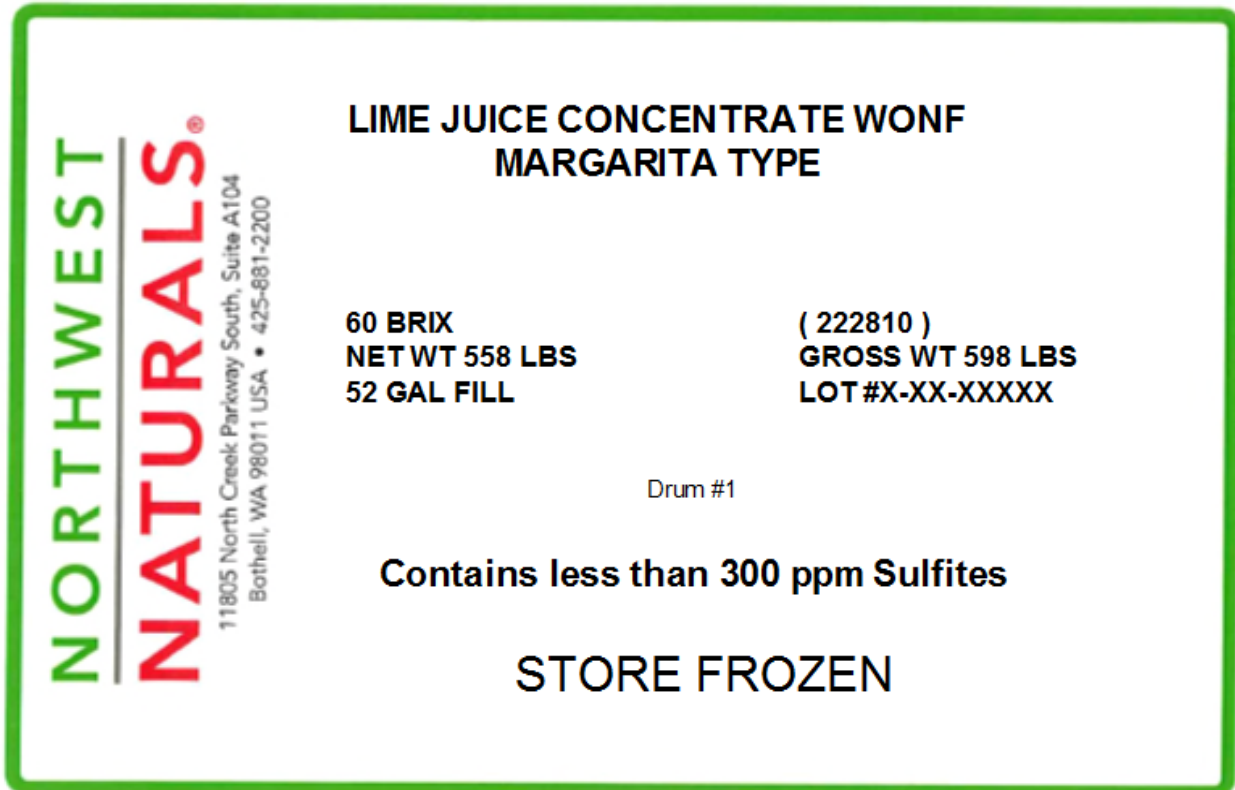 NORTHWEST
NATURALS®
11805 North Creek Parkway South, Suite A104
Bothell, WA 98011 USA • 425-881-2200
LIME JUICE CONCENTRATE WONF
MARGARITA TYPE
60 BRIX ( 222810 )
NET WT 558 LBS GROSS WT 598 LBS
52 GAL FILL LOT #X-XX-XXXXX
Drum #1
Contains less than 300 ppm Sulfites
STORE FROZEN